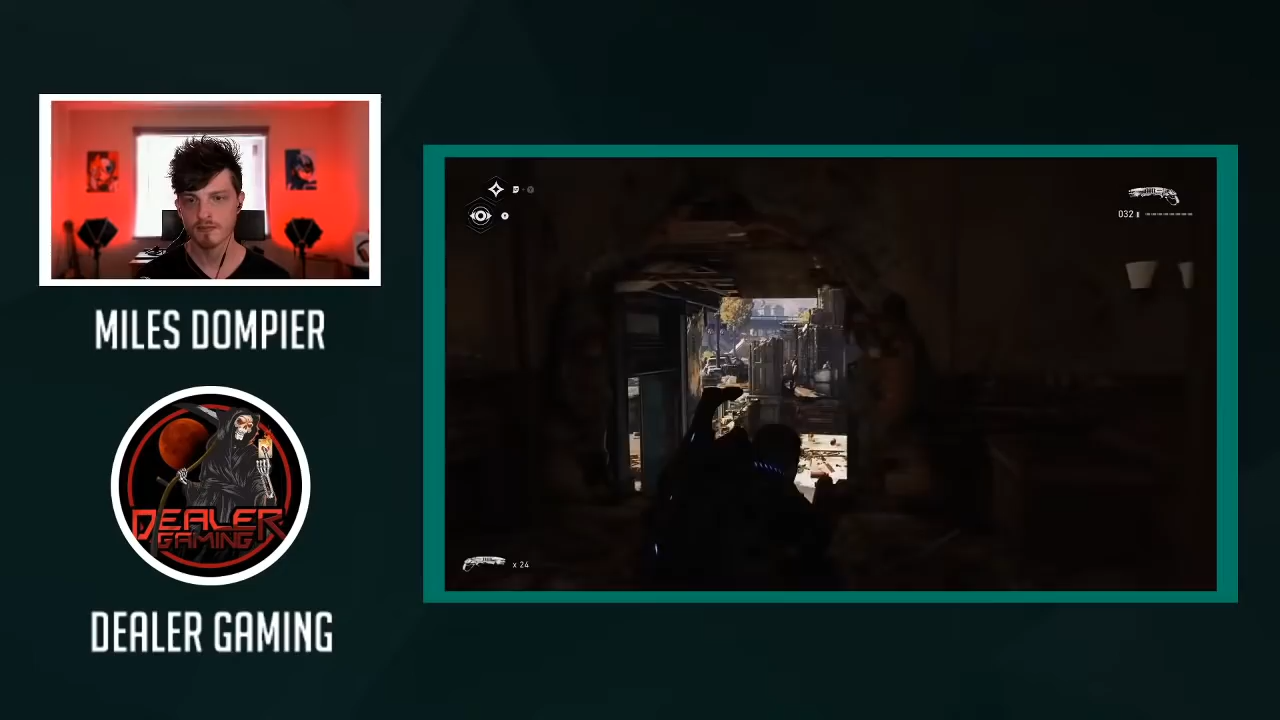 MILES DOMPIER
DEALER
GAMING
DEALER GAMING
032
x 24